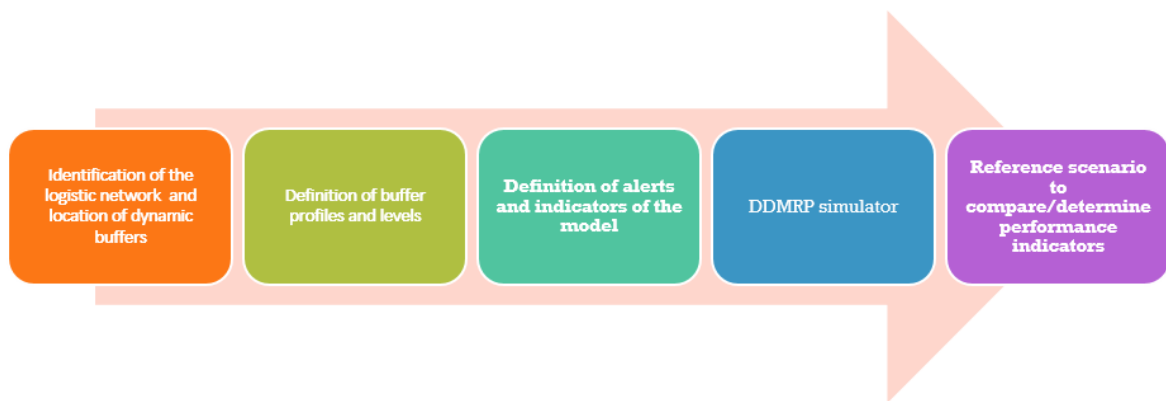 Identification of the
logistic network and
location of dynamic
buffers
Definition of buffer
profiles and levels
Definition of alerts
and indicators of the
model
DDMRP simulator
Reference scenario
to
compare/determine
performance
indicators